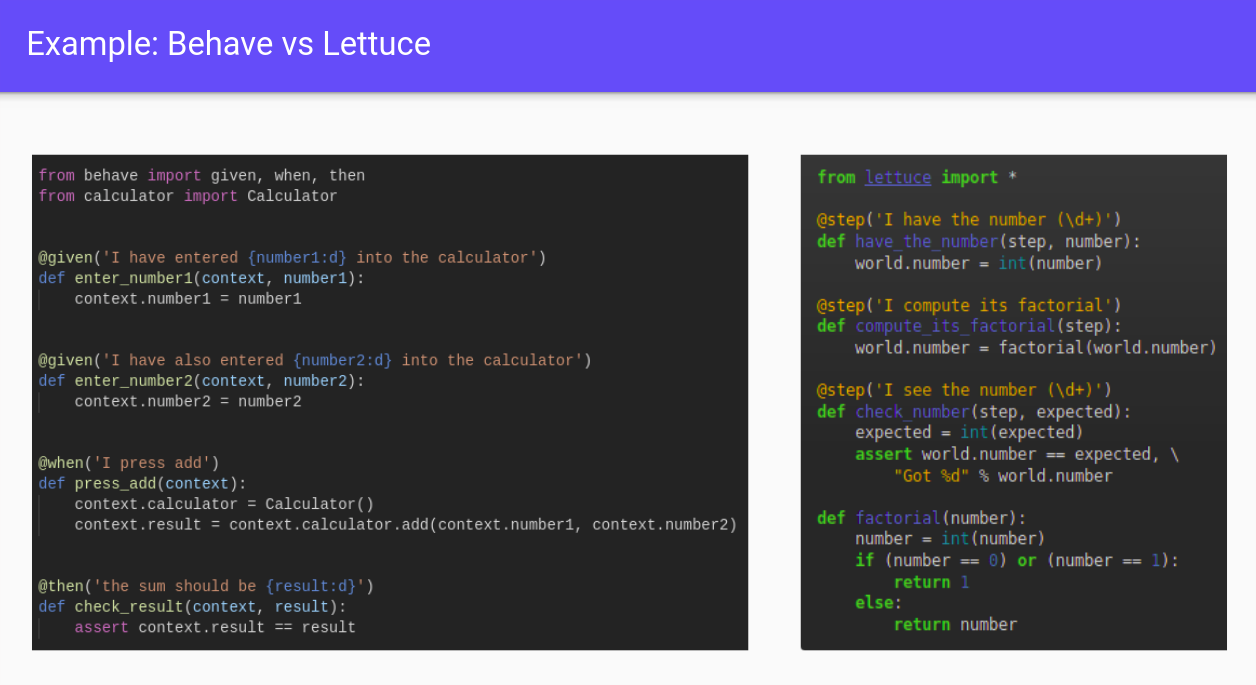 Example: Behave vs Lettuce
from behave import given, when, then
from calculator import Calculator
@given('I have entered {number1:d} into the calculator')
def enter_number1(context, number1):
    context.number1 = number1
@given('I have also entered {number2:d} into the calculator')
def enter_number2(context, number2):
    context.number2 = number2
@when('I press add')
def press_add(context):
    context.calculator = Calculator()
    context.result = context.calculator.add(context.number1, context.number2)
@then('the sum should be {result:d}')
def check_result(context, result):
    assert context.result == result
from lettuce import *
@step('I have the number (\d+)')
def have_the_number(step, number):
    world.number = int(number)
@step('I compute its factorial')
def compute_its_factorial(step):
    world.number = factorial(world.number)
@step('I see the number (\d+)')
def check_number(step, expected):
    expected = int(expected)
    assert world.number == expected, \
        "Got %d" % world.number
def factorial(number):
    number = int(number)
    if (number == 0) or (number == 1):
        return 1
    else:
        return number